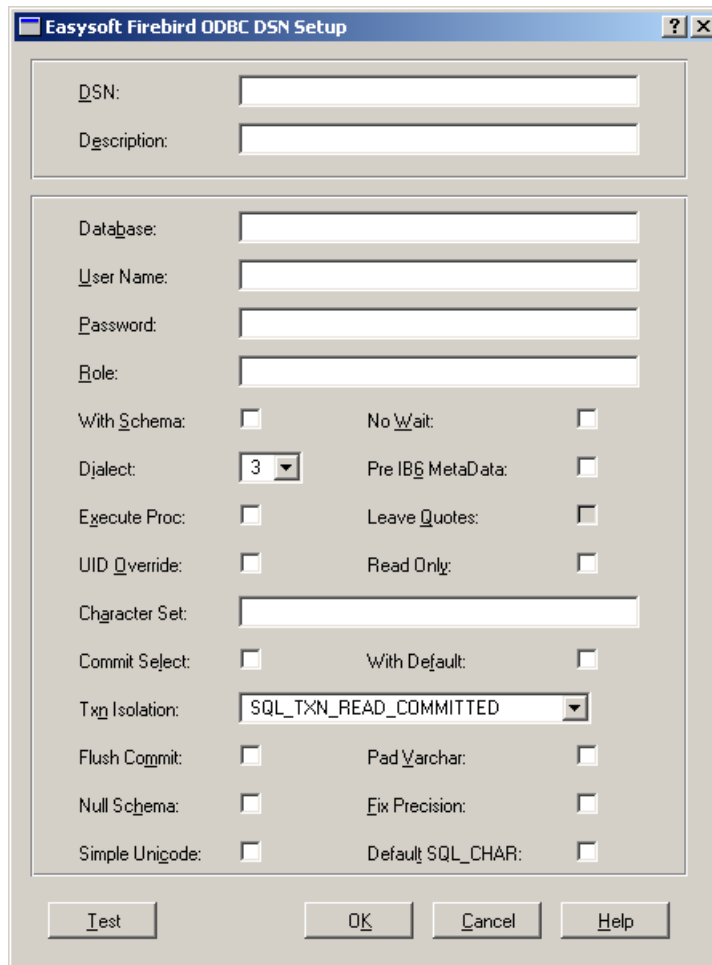 Easysoft Firebird ODBC DSN Setup
DSN:
Description:
Database:
User Name:
Password:
Role:
With Schema: No Wait:
Dialect: 3 Pre IB6 MetaData:
Execute Proc: Leave Quotes:
UID Override: Read Only:
Character Set:
Commit Select: With Default:
Txn Isolation: SQL_TXN_READ_COMMITTED
Flush Commit: Pad Varchar:
Null Schema: Fix Precision:
Simple Unicode: Default SQL_CHAR:
Test OK Cancel Help